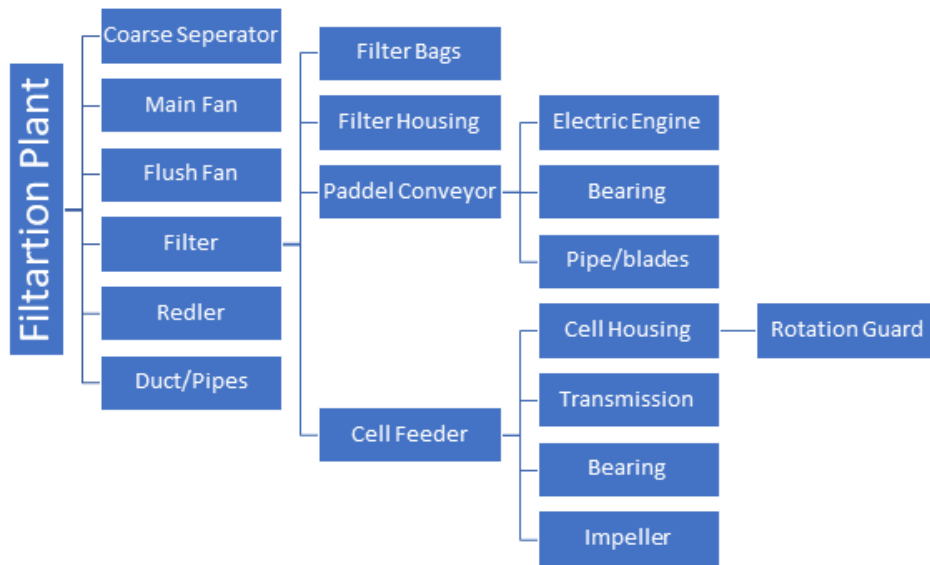 Filtartion Plant
Coarse Seperator
Main Fan
Flush Fan
Filter
Redler
Duct/Pipes
Filter Bags
Filter Housing
Paddel Conveyor
Cell Feeder
Electric Engine
Bearing
Pipe/blades
Cell Housing
Transmission
Bearing
Impeller
Rotation Guard